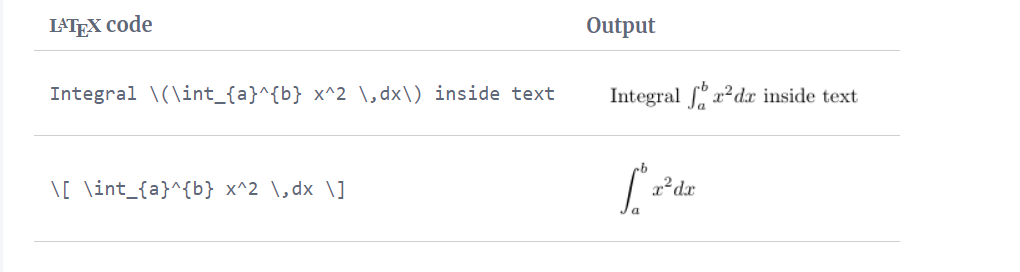 LATEX code Output
Integral \(\int_{a}^{b} x^2 \,dx\) inside text Integral ∫ₐᵇ x²dx inside text
\[ \int_{a}^{b} x^2 \,dx \] ∫ₐᵇ x²dx